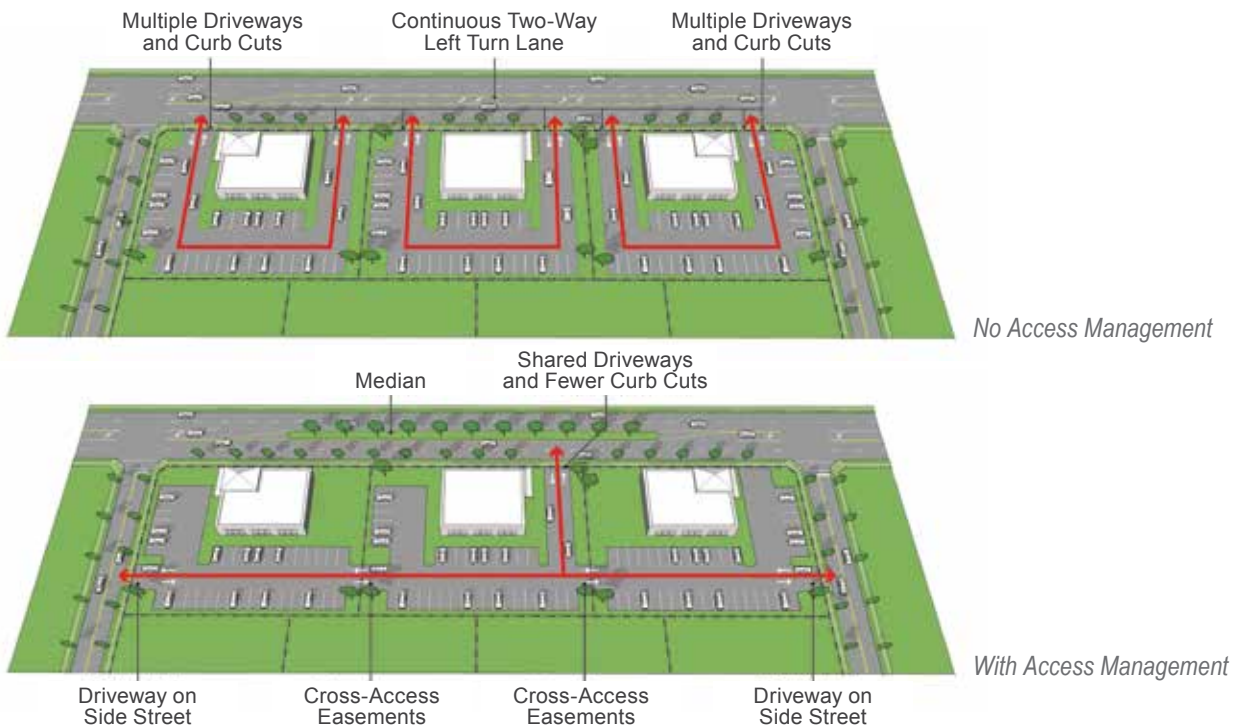 Multiple Driveways
and Curb Cuts
Continuous Two-Way
Left Turn Lane
Multiple Driveways
and Curb Cuts
No Access Management
Median
Shared Driveways
and Fewer Curb Cuts
With Access Management
Driveway on
Side Street
Cross-Access
Easements
Cross-Access
Easements
Driveway on
Side Street